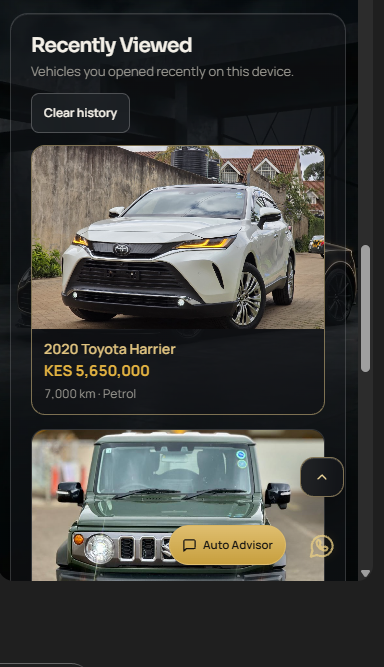 Recently Viewed
Vehicles you opened recently on this device.
Clear history
2020 Toyota Harrier
KES 5,650,000
7,000 km · Petrol
Auto Advisor